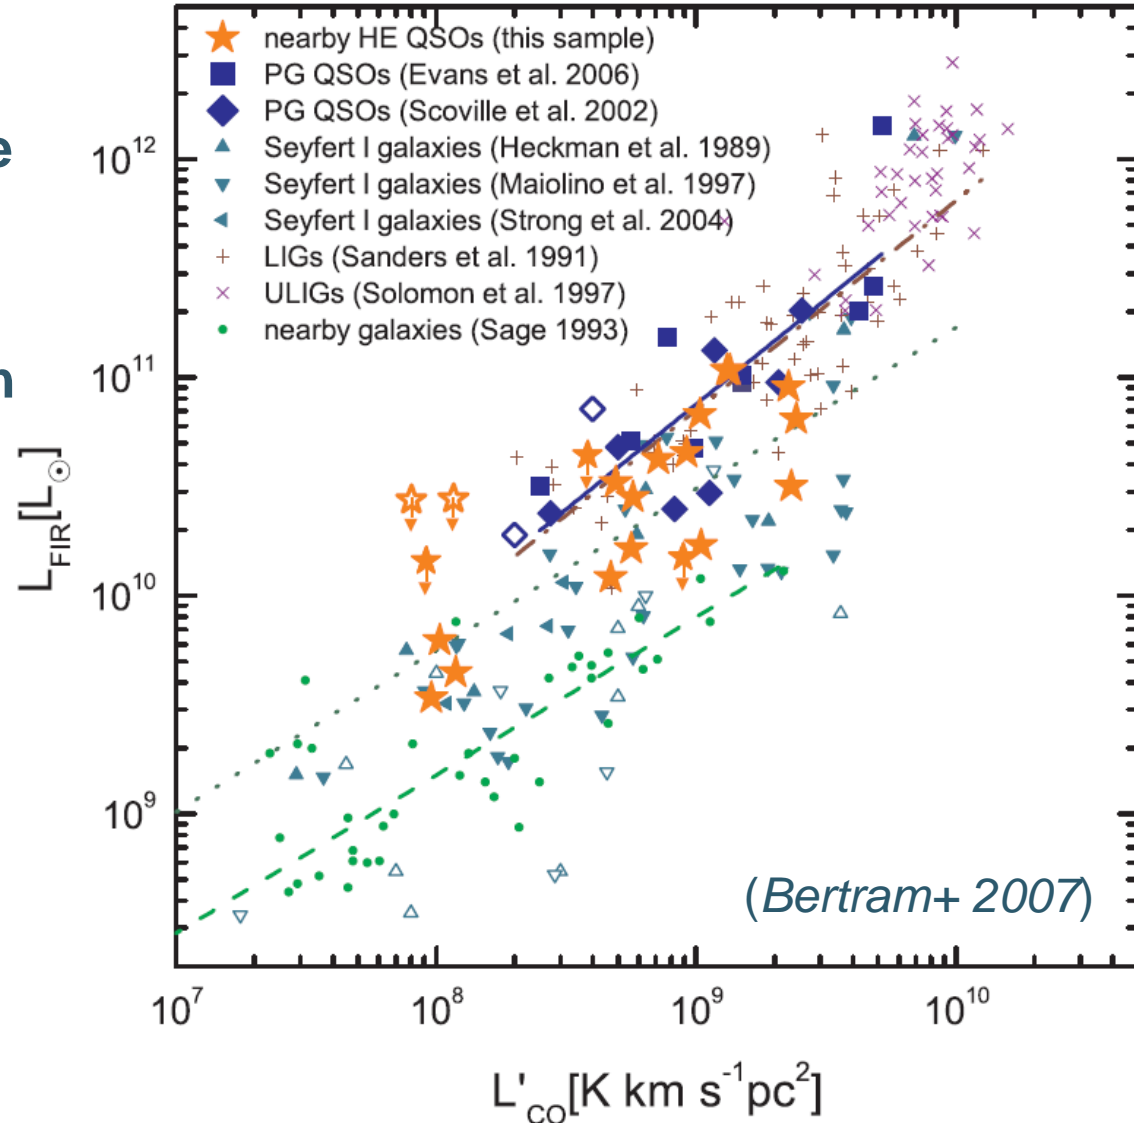 nearby HE QSOs (this sample)
PG QSOs (Evans et al. 2006)
PG QSOs (Scoville et al. 2002)
Seyfert I galaxies (Heckman et al. 1989)
Seyfert I galaxies (Maiolino et al. 1997)
Seyfert I galaxies (Strong et al. 2004)
LIGs (Sanders et al. 1991)
ULIGs (Solomon et al. 1997)
nearby galaxies (Sage 1993)
e
n
10^12
10^11
10^10
10^9
L_FIR[L_☉]
(Bertram+ 2007)
10^7 10^8 10^9 10^10
L'_CO[K km s^-1pc^2]